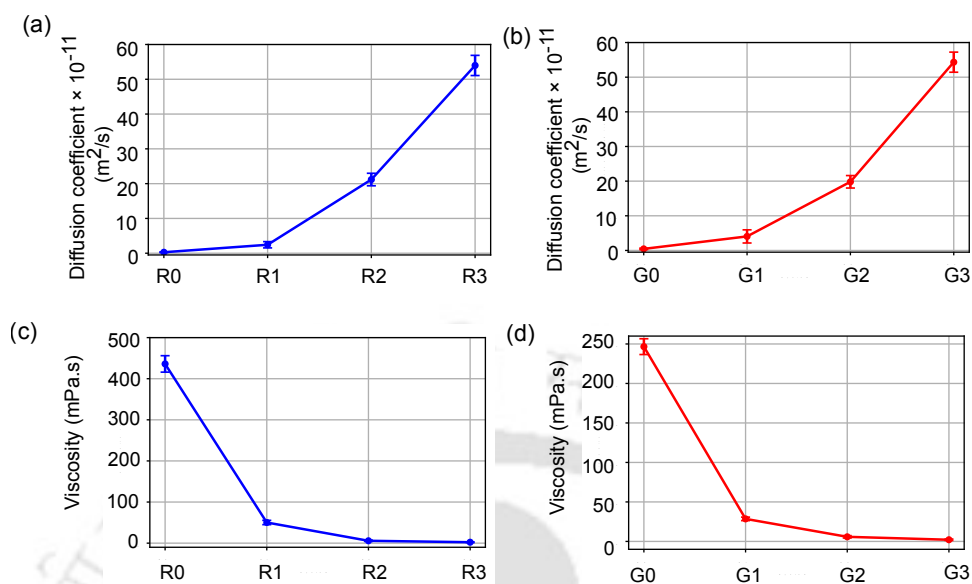 (a)
Diffusion coefficient × 10⁻¹¹
(m²/s)
60
50
40
30
20
10
0
R0 R1 R2 R3
(b)
Diffusion coefficient × 10⁻¹¹
(m²/s)
60
50
40
30
20
10
0
G0 G1 G2 G3
(c)
Viscosity (mPa.s)
500
400
300
200
100
0
R0 R1 R2 R3
(d)
Viscosity (mPa.s)
250
200
150
100
50
0
G0 G1 G2 G3